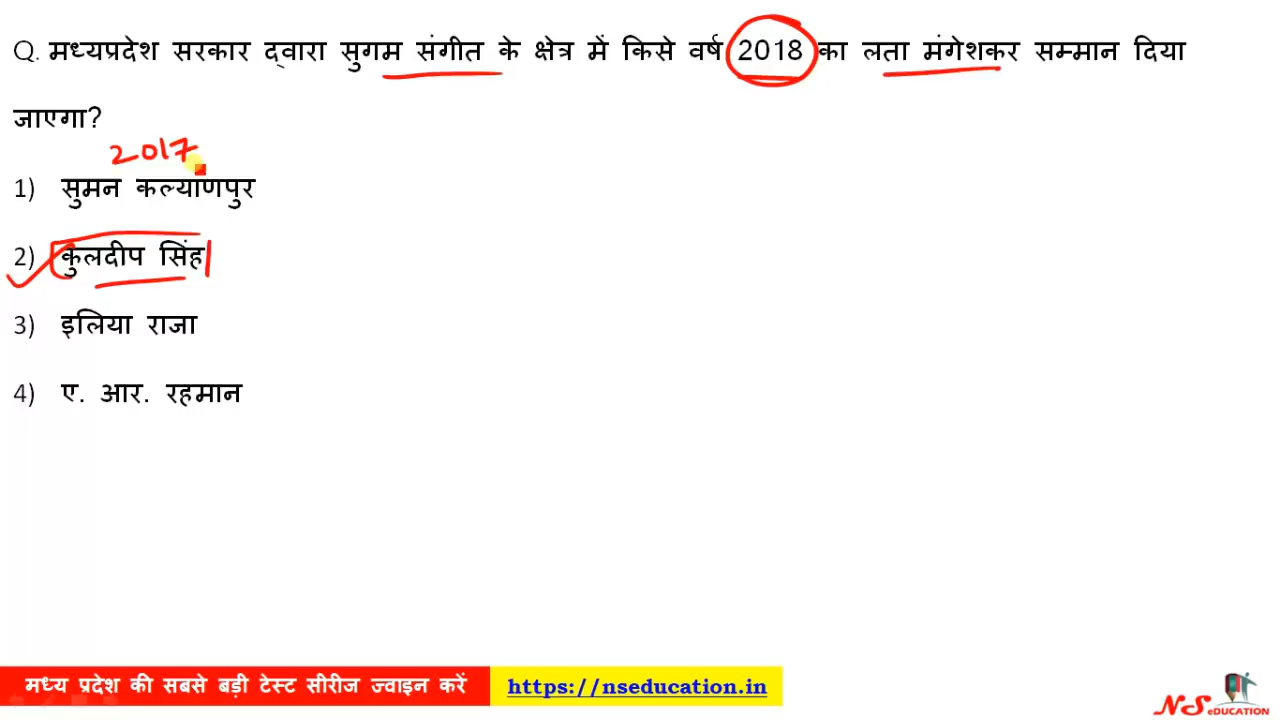 Q. मध्यप्रदेश सरकार द्वारा सुगम संगीत के क्षेत्र में किसे वर्ष 2018 का लता मंगेशकर सम्मान दिया
जाएगा?
2017
1) सुमन कल्याणपुर
2) कुलदीप सिंह
3) इलिया राजा
4) ए. आर. रहमान
मध्य प्रदेश की सबसे बड़ी टेस्ट सीरीज ज्वाइन करें https://nseducation.in
NS eDUCATION